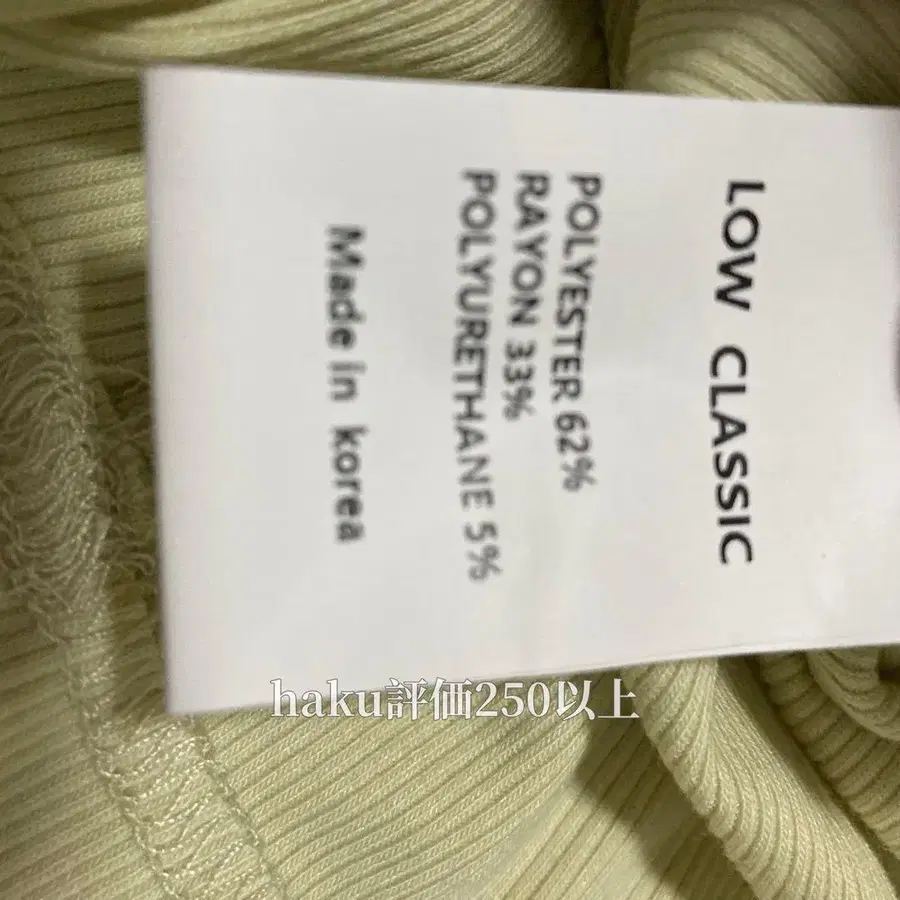 LOW CLASSIC
POLYESTER 62%
RAYON 33%
POLYURETHANE 5%
Made in korea
haku評価250以上